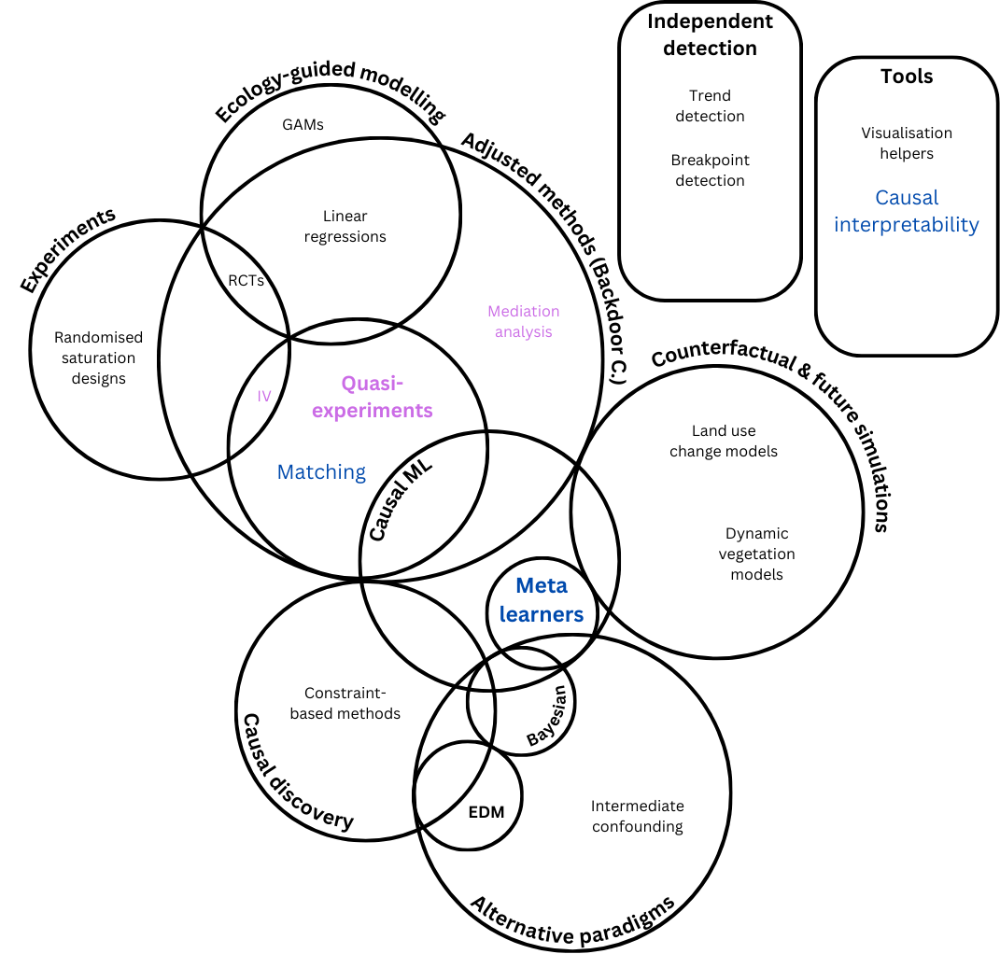 Independent
detection
Trend
detection
Breakpoint
detection
Tools
Visualisation
helpers
Causal
interpretability
Ecology-guided modelling
GAMs
Adjusted methods (Backdoor C.)
Linear
regressions
Experiments
RCTs
Randomised
saturation
designs
Mediation
analysis
IV
Quasi-
experiments
Matching
Causal ML
Counterfactual & future simulations
Land use
change models
Dynamic
vegetation
models
Meta
learners
Constraint-
based methods
Causal discovery
Bayesian
EDM
Intermediate
confounding
Alternative paradigms